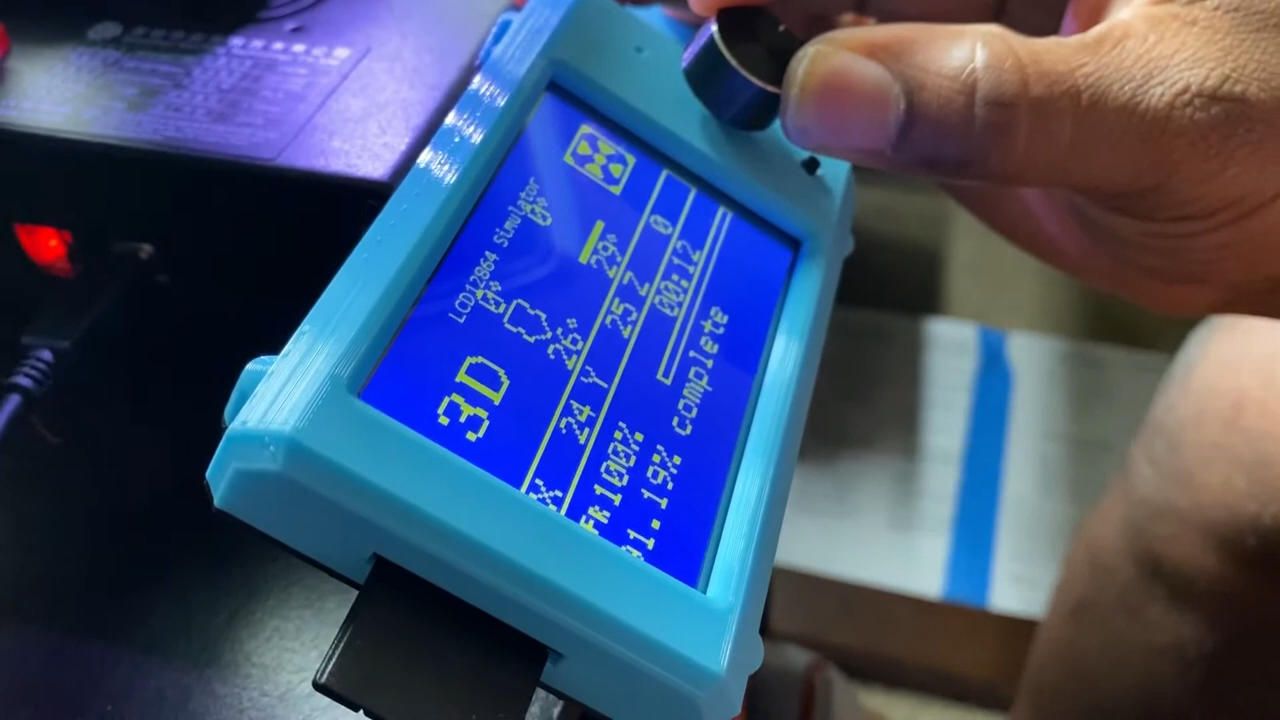 LCD12864 Simulator
0° 0°
3D
26° 29°
X 24 Y 25 Z 0
FR100% 00:12
1.19% complete